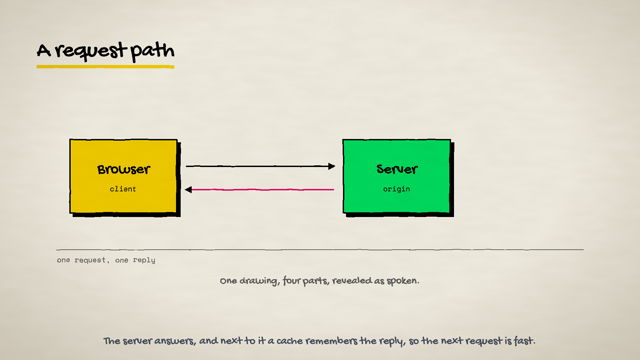 A request path
Browser
client
Server
origin
one request, one reply
One drawing, four parts, revealed as spoken.
The server answers, and next to it a cache remembers the reply, so the next request is fast.